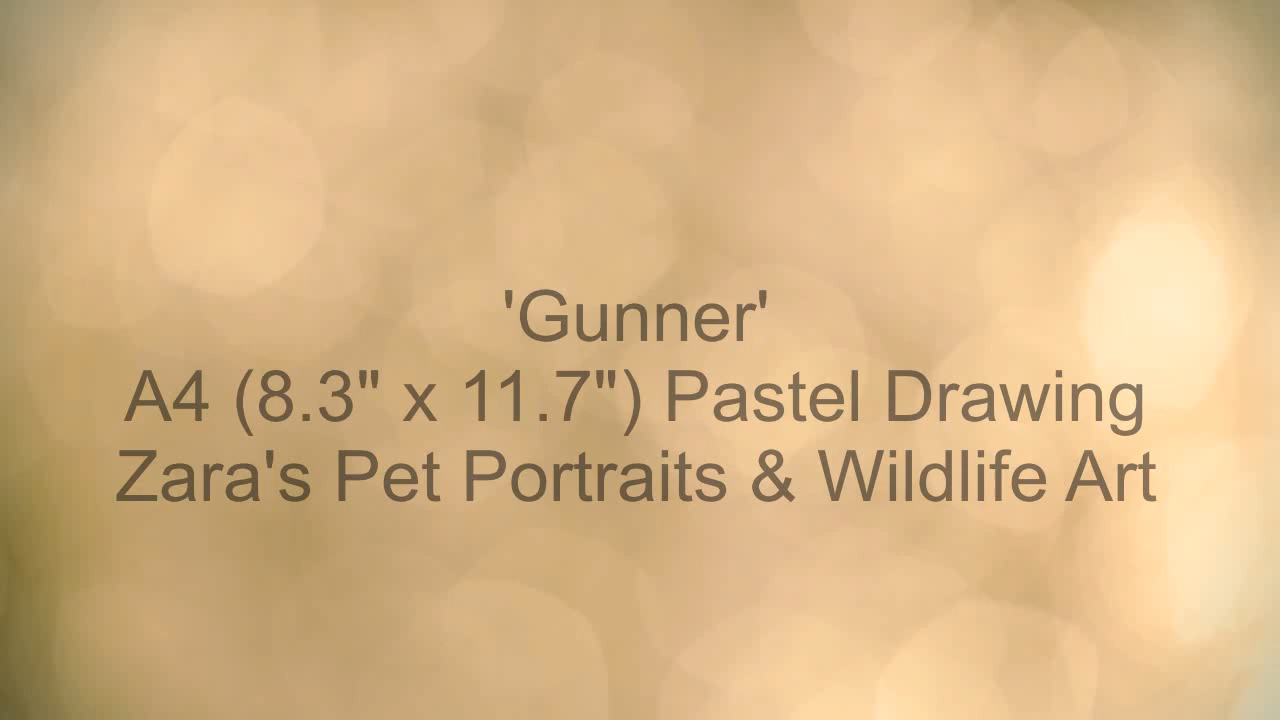 'Gunner'
A4 (8.3" x 11.7") Pastel Drawing
Zara's Pet Portraits & Wildlife Art